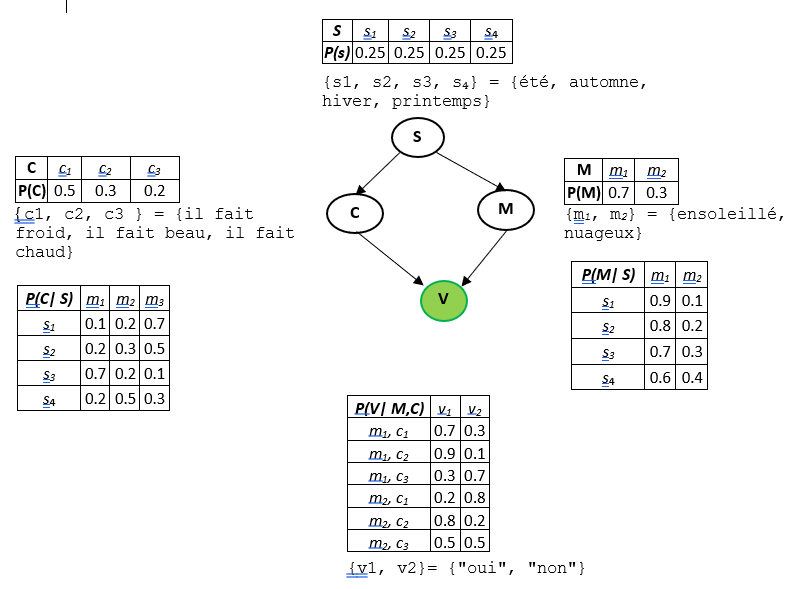 S s1 s2 s3 s4
P(s) 0.25 0.25 0.25 0.25
{s1, s2, s3, s4} = {été, automne,
hiver, printemps}
S
C c1 c2 c3
P(C) 0.5 0.3 0.2
{c1, c2, c3 } = {il fait
froid, il fait beau, il fait
chaud}
C
M
M m1 m2
P(M) 0.7 0.3
{m1, m2} = {ensoleillé,
nuageux}
P(C| S) m1 m2 m3
s1 0.1 0.2 0.7
s2 0.2 0.3 0.5
s3 0.7 0.2 0.1
s4 0.2 0.5 0.3
V
P(M| S) m1 m2
s1 0.9 0.1
s2 0.8 0.2
s3 0.7 0.3
s4 0.6 0.4
P(V| M,C) v1 v2
m1, c1 0.7 0.3
m1, c2 0.9 0.1
m1, c3 0.3 0.7
m2, c1 0.2 0.8
m2, c2 0.8 0.2
m2, c3 0.5 0.5
{v1, v2}= {"oui", "non"}